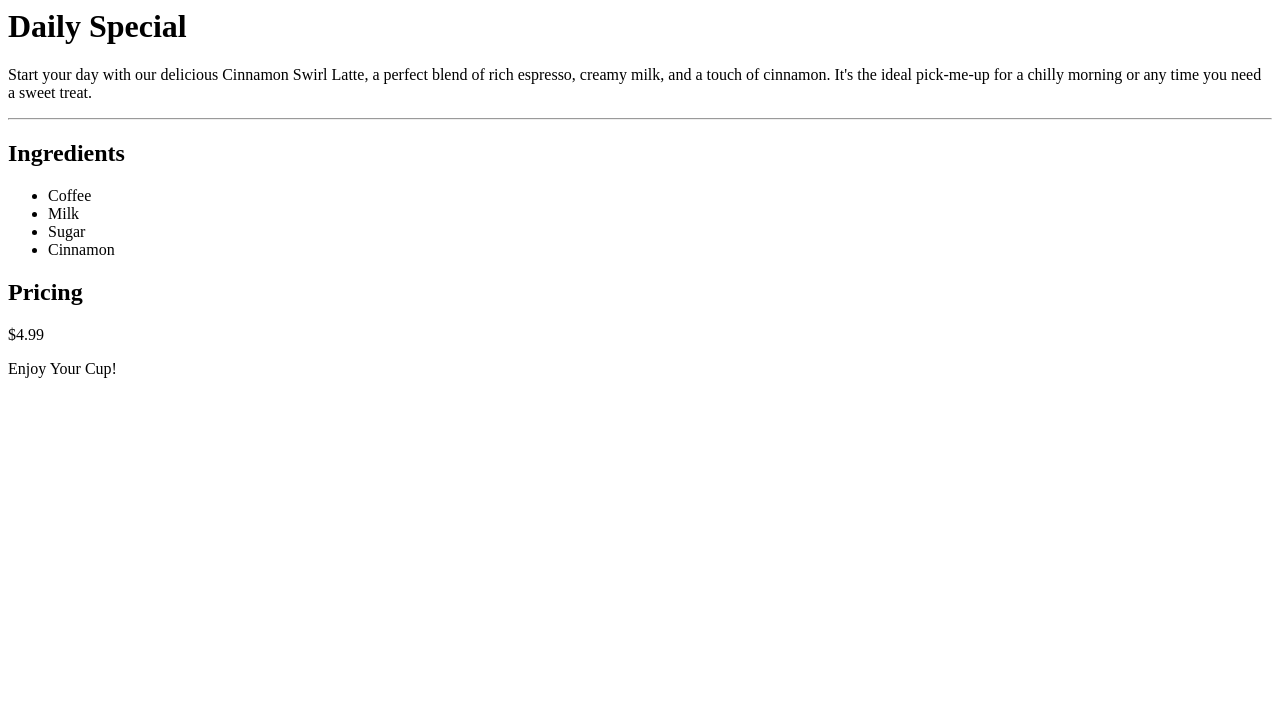 Daily Special
Start your day with our delicious Cinnamon Swirl Latte, a perfect blend of rich espresso, creamy milk, and a touch of cinnamon. It's the ideal pick-me-up for a chilly morning or any time you need
a sweet treat.
Ingredients
Coffee
Milk
Sugar
Cinnamon
Pricing
$4.99
Enjoy Your Cup!